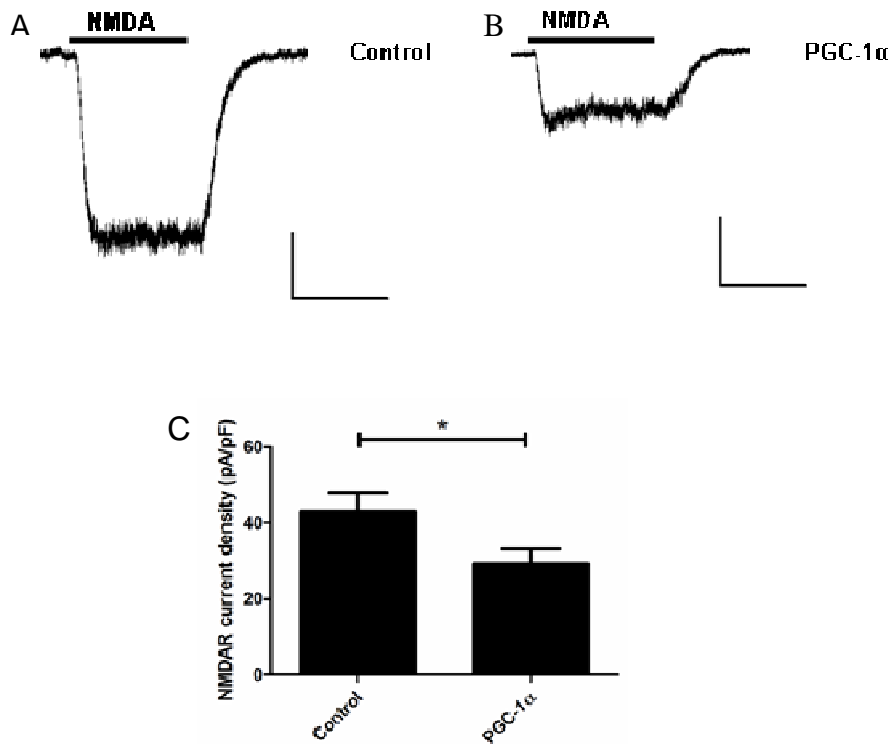 A
NMDA
Control
B
NMDA
PGC-1α
C
NMDAR current density (pA/pF)
60
40
20
0
*
Control
PGC-1α